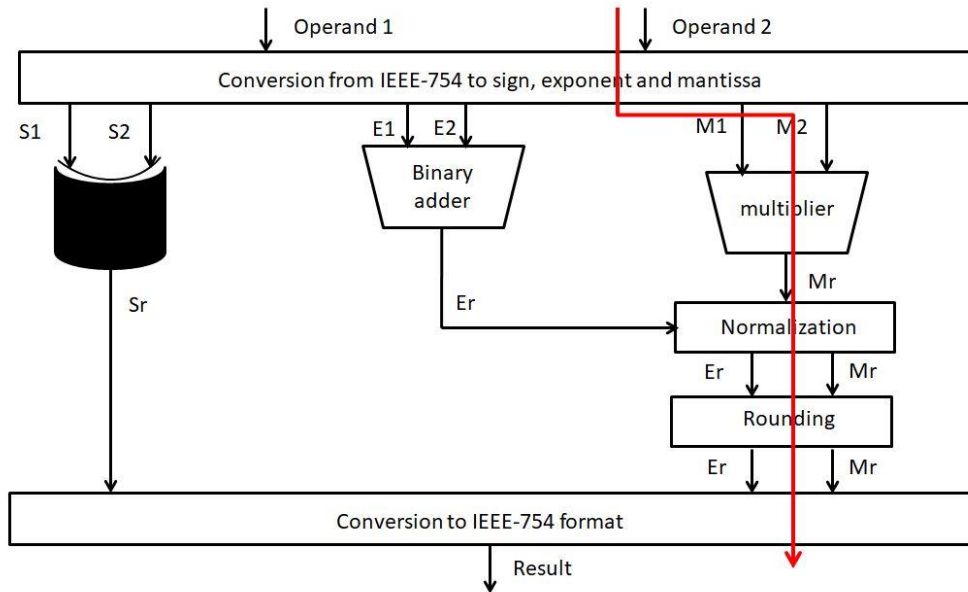 Operand 1
Operand 2
Conversion from IEEE-754 to sign, exponent and mantissa
S1
S2
E1
E2
M1
M2
Binary
adder
multiplier
Sr
Er
Mr
Normalization
Er
Mr
Rounding
Er
Mr
Conversion to IEEE-754 format
Result